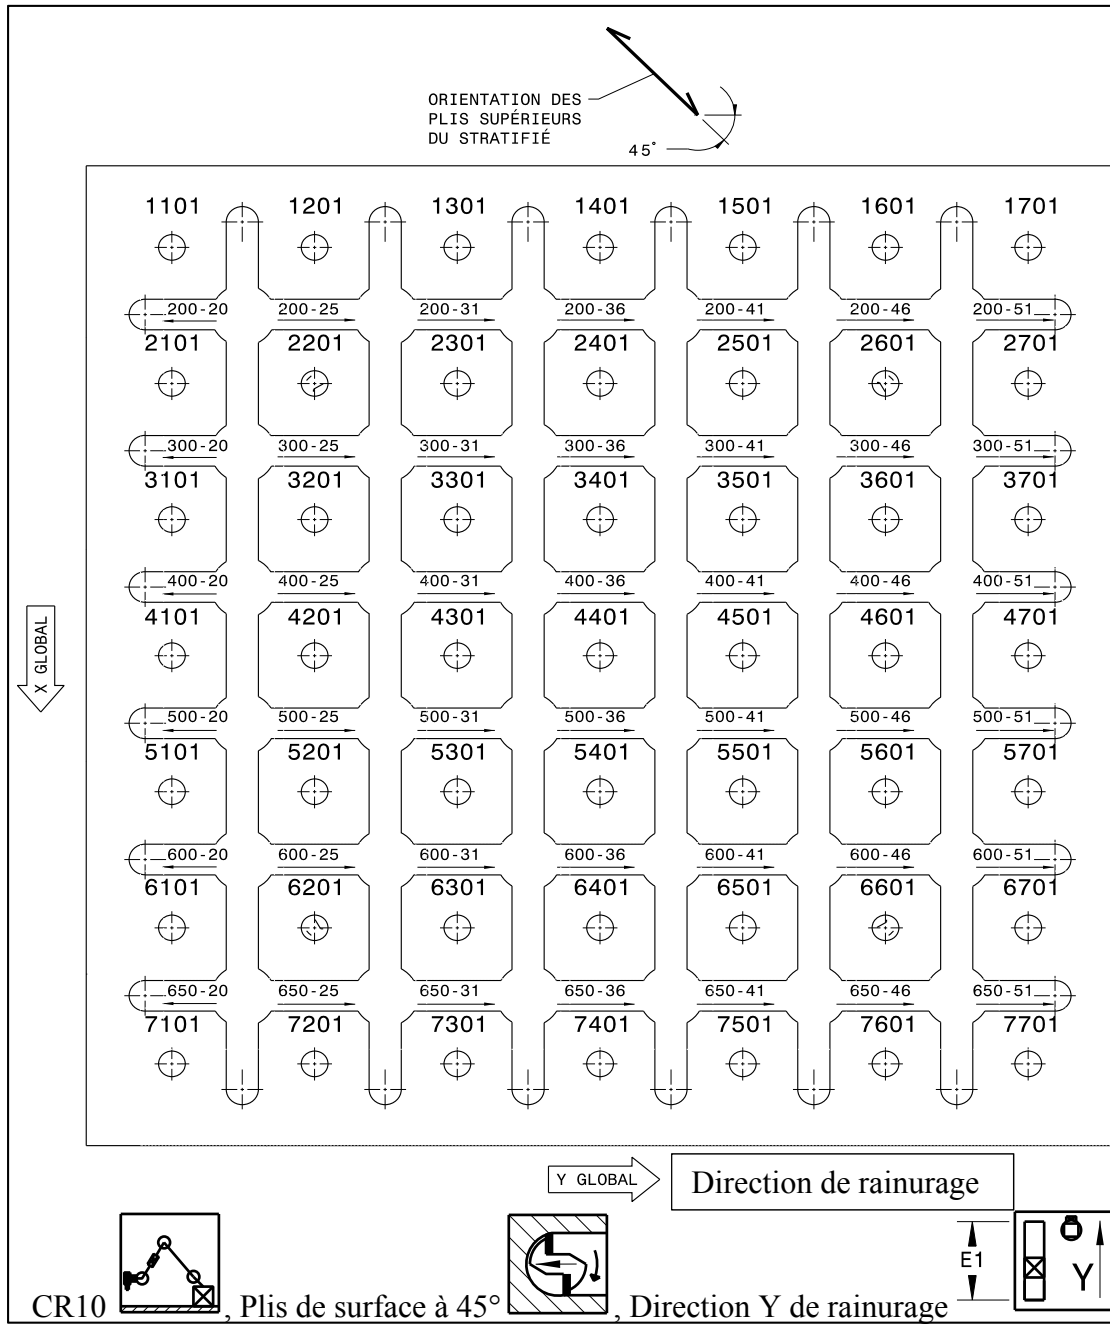 ORIENTATION DES
PLIS SUPÉRIEURS
DU STRATIFIÉ
45°
1101 1201 1301 1401 1501 1601 1701
200-20 200-25 200-31 200-36 200-41 200-46 200-51
2101 2201 2301 2401 2501 2601 2701
300-20 300-25 300-31 300-36 300-41 300-46 300-51
3101 3201 3301 3401 3501 3601 3701
400-20 400-25 400-31 400-36 400-41 400-46 400-51
4101 4201 4301 4401 4501 4601 4701
X GLOBAL
500-20 500-25 500-31 500-36 500-41 500-46 500-51
5101 5201 5301 5401 5501 5601 5701
600-20 600-25 600-31 600-36 600-41 600-46 600-51
6101 6201 6301 6401 6501 6601 6701
650-20 650-25 650-31 650-36 650-41 650-46 650-51
7101 7201 7301 7401 7501 7601 7701
Y GLOBAL
Direction de rainurage
E1
Y
CR10 , Plis de surface à 45° , Direction Y de rainurage